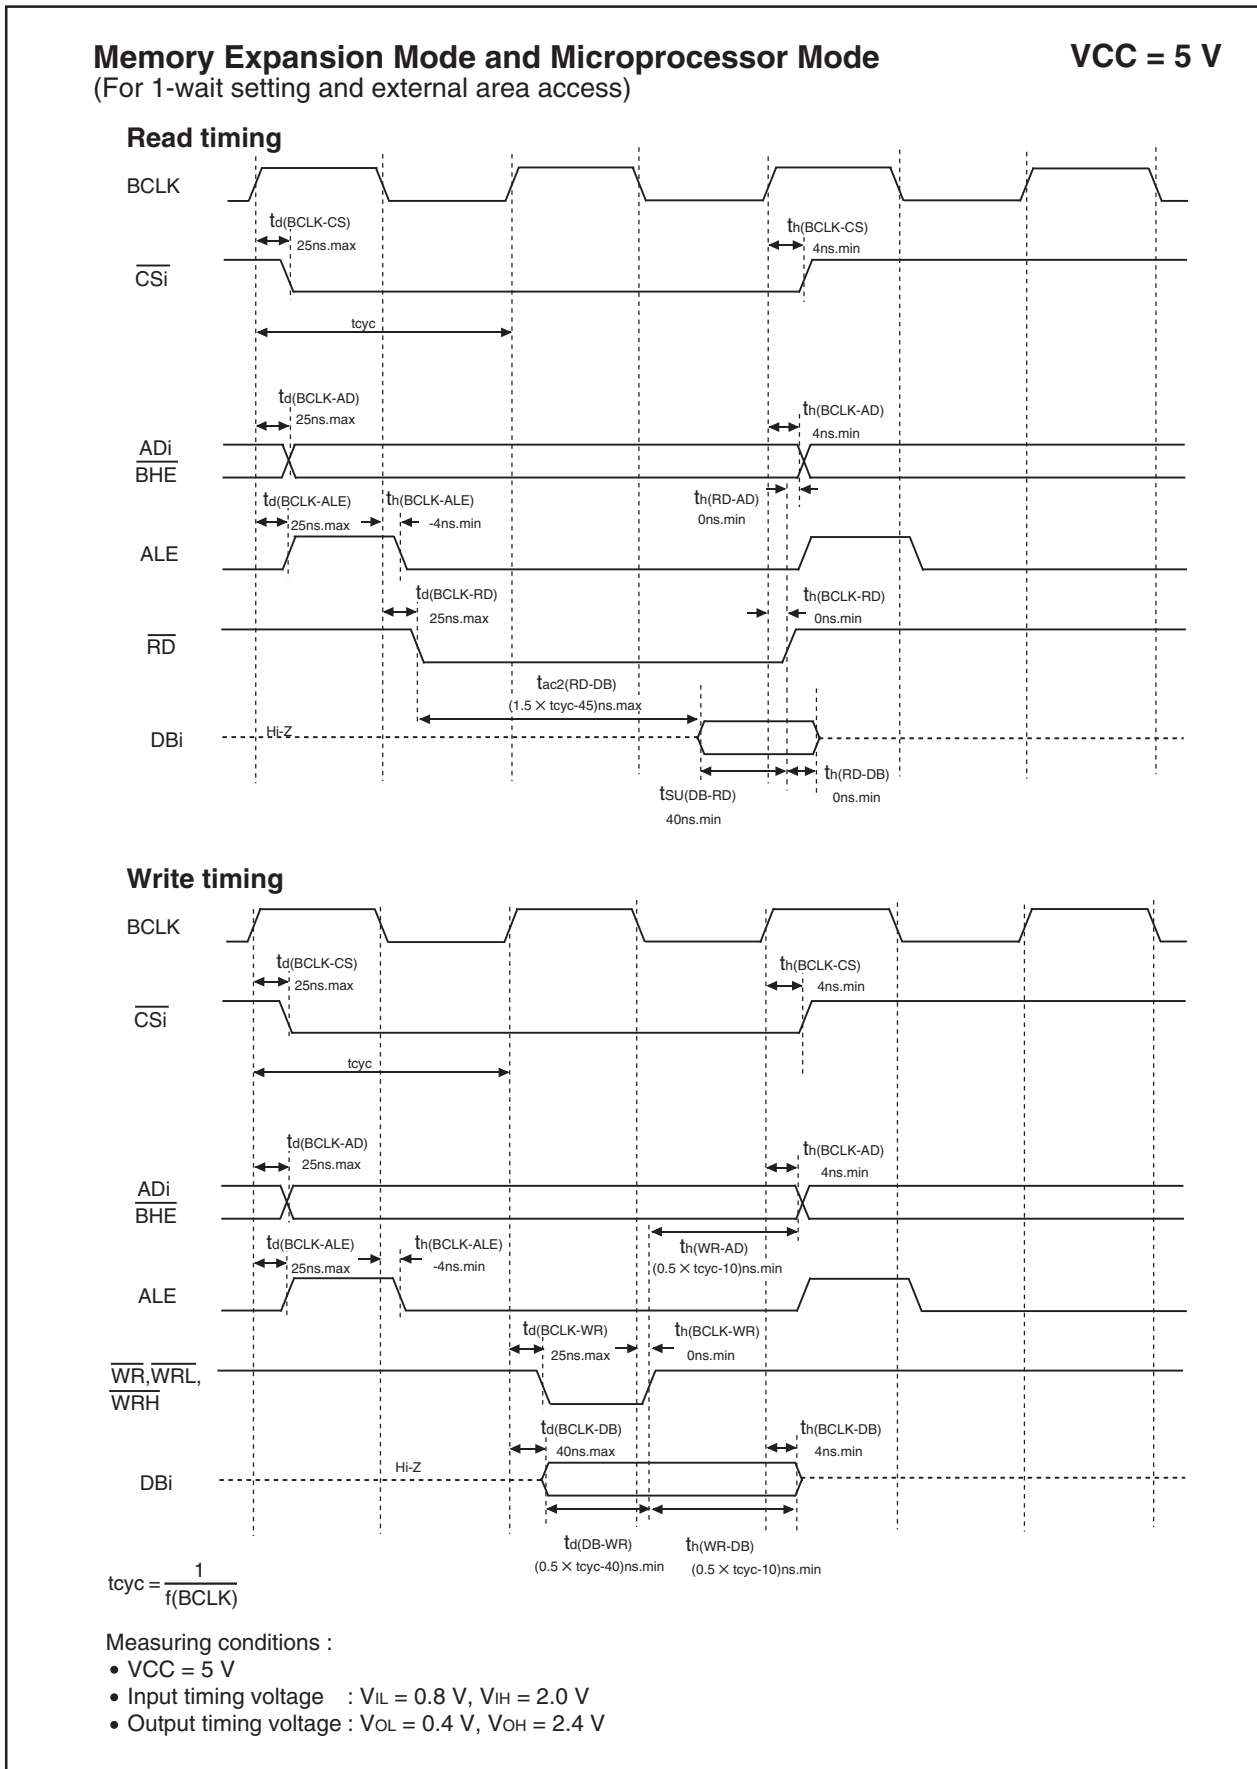 Memory Expansion Mode and Microprocessor Mode VCC = 5 V
(For 1-wait setting and external area access)
Read timing
BCLK
td(BCLK-CS)
25ns.max
th(BCLK-CS)
4ns.min
CSi
tcyc
td(BCLK-AD)
25ns.max
th(BCLK-AD)
4ns.min
ADi
BHE
td(BCLK-ALE)
25ns.max
th(BCLK-ALE)
-4ns.min
th(RD-AD)
0ns.min
ALE
td(BCLK-RD)
25ns.max
th(BCLK-RD)
0ns.min
RD
tac2(RD-DB)
(1.5 × tcyc-45)ns.max
DBi
Hi-Z
tSU(DB-RD)
40ns.min
th(RD-DB)
0ns.min
Write timing
BCLK
td(BCLK-CS)
25ns.max
th(BCLK-CS)
4ns.min
CSi
tcyc
td(BCLK-AD)
25ns.max
th(BCLK-AD)
4ns.min
ADi
BHE
td(BCLK-ALE)
25ns.max
th(BCLK-ALE)
-4ns.min
th(WR-AD)
(0.5 × tcyc-10)ns.min
ALE
td(BCLK-WR)
25ns.max
th(BCLK-WR)
0ns.min
WR,WRL,
WRH
td(BCLK-DB)
40ns.max
th(BCLK-DB)
4ns.min
DBi
Hi-Z
td(DB-WR)
(0.5 × tcyc-40)ns.min
th(WR-DB)
(0.5 × tcyc-10)ns.min
tcyc = 1
f(BCLK)
Measuring conditions :
• VCC = 5 V
• Input timing voltage : VIL = 0.8 V, VIH = 2.0 V
• Output timing voltage : VOL = 0.4 V, VOH = 2.4 V